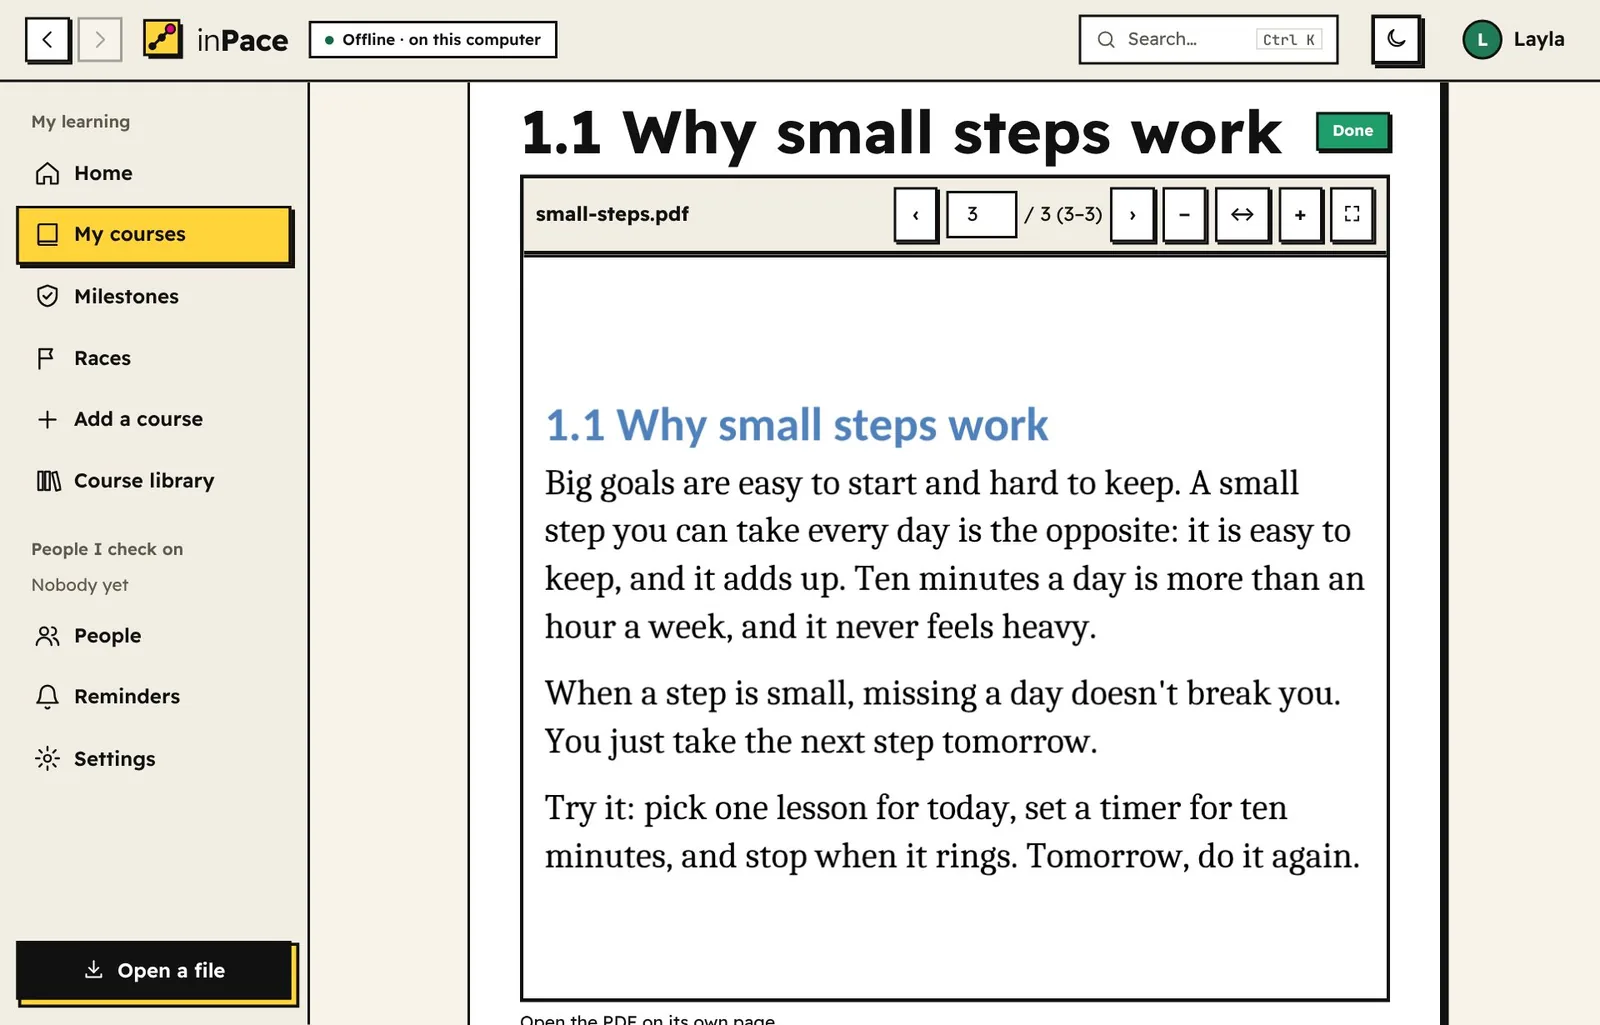 inPace
Offline · on this computer
Search...
Ctrl K
L
Layla
My learning
Home
My courses
Milestones
Races
Add a course
Course library
People I check on
Nobody yet
People
Reminders
Settings
Open a file
1.1 Why small steps work
Done
small-steps.pdf
‹
3
/ 3 (3–3)
›
−
↔
+
1.1 Why small steps work
Big goals are easy to start and hard to keep. A small
step you can take every day is the opposite: it is easy to
keep, and it adds up. Ten minutes a day is more than an
hour a week, and it never feels heavy.
When a step is small, missing a day doesn't break you.
You just take the next step tomorrow.
Try it: pick one lesson for today, set a timer for ten
minutes, and stop when it rings. Tomorrow, do it again.
Open the PDF on its own page